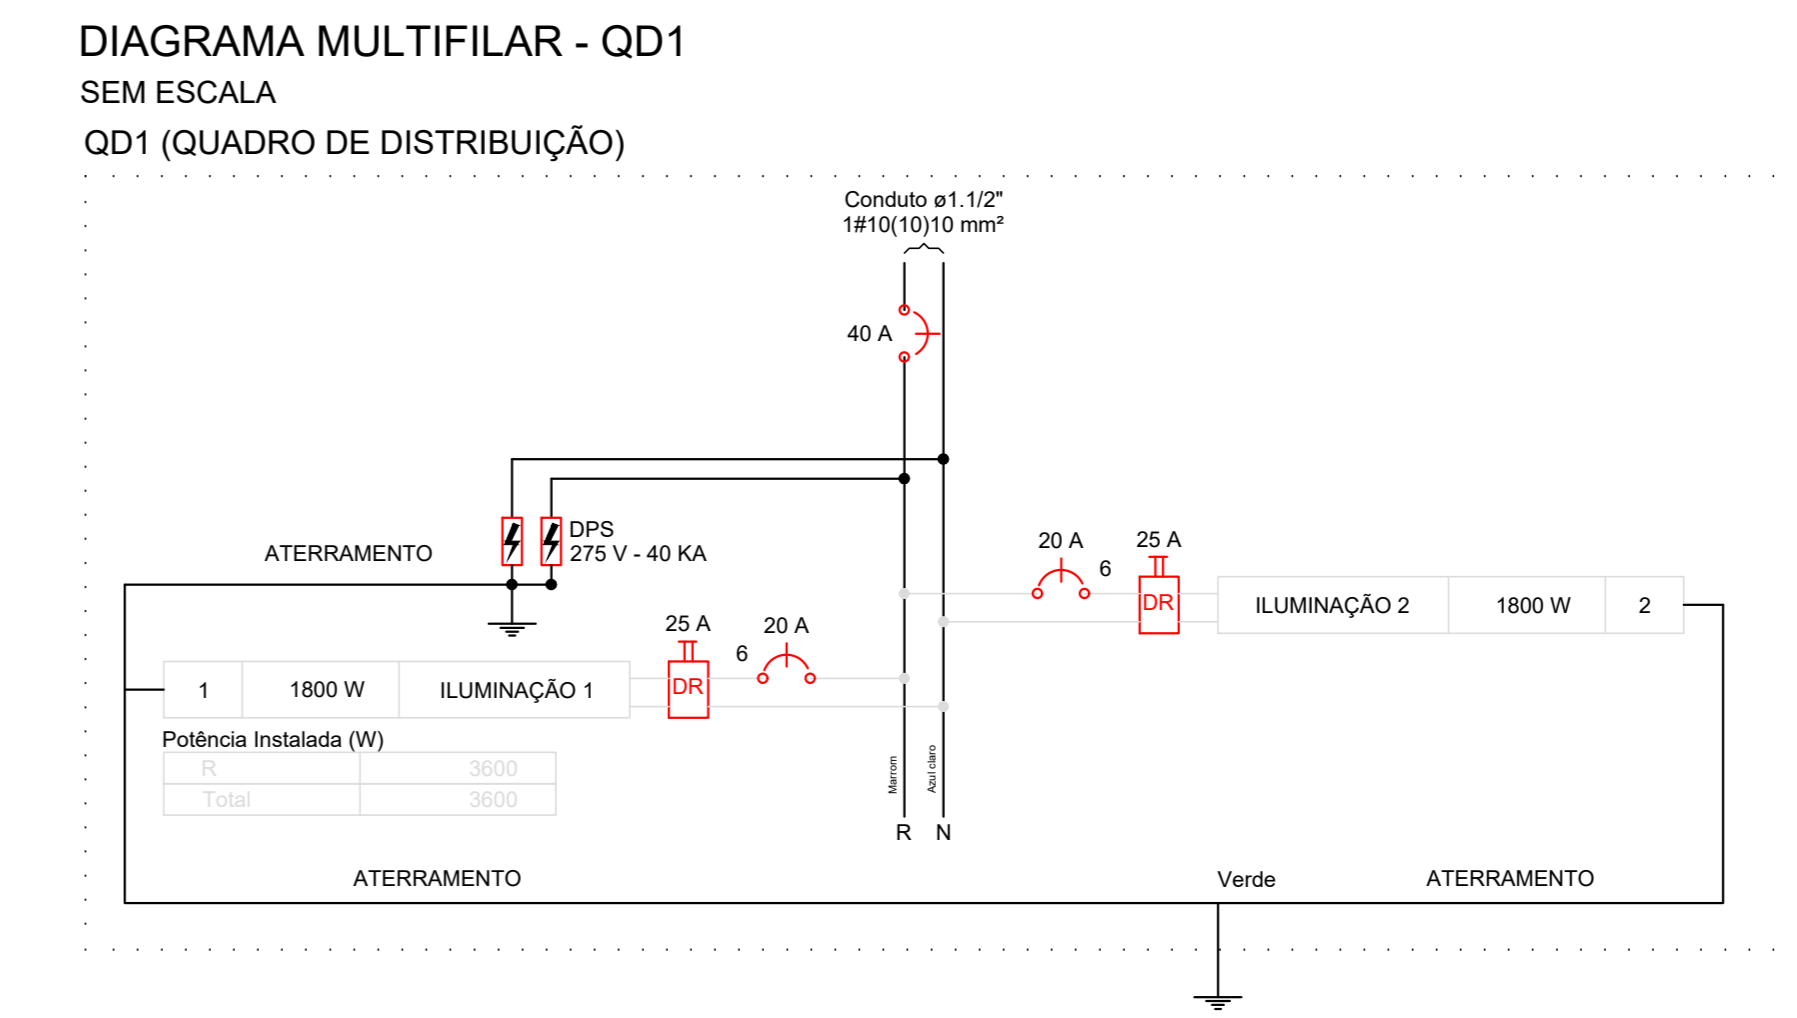 DIAGRAMA MULTIFILAR - QD1
SEM ESCALA
QD1 (QUADRO DE DISTRIBUIÇÃO)
Conduto ø1.1/2"
1#10(10)10 mm²
40 A
DPS
275 V - 40 KA
ATERRAMENTO
20 A
25 A
6
DR
ILUMINAÇÃO 2
1800 W
2
25 A
20 A
6
DR
1
1800 W
ILUMINAÇÃO 1
Potência Instalada (W)
R 3600
Total 3600
Marrom
Azul claro
R N
ATERRAMENTO
Verde
ATERRAMENTO